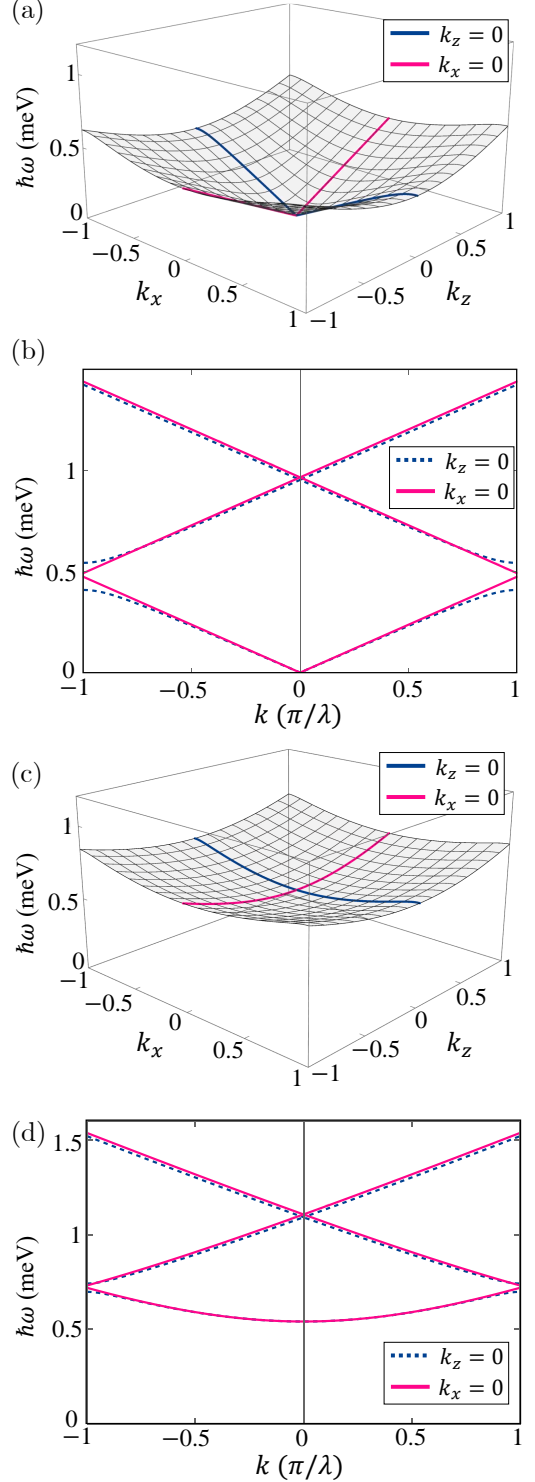 (a)
k_z = 0
k_x = 0
ħω (meV)
1
0.5
0
−1
−0.5
0
0.5
1
k_x
−1
−0.5
0
0.5
1
k_z
(b)
k_z = 0
k_x = 0
ħω (meV)
1
0.5
0
−1
−0.5
0
0.5
1
k (π/λ)
(c)
k_z = 0
k_x = 0
ħω (meV)
1
0.5
0
−1
−0.5
0
0.5
1
k_x
−1
−0.5
0
0.5
1
k_z
(d)
ħω (meV)
1.5
1
0.5
0
k_z = 0
k_x = 0
−1
−0.5
0
0.5
1
k (π/λ)